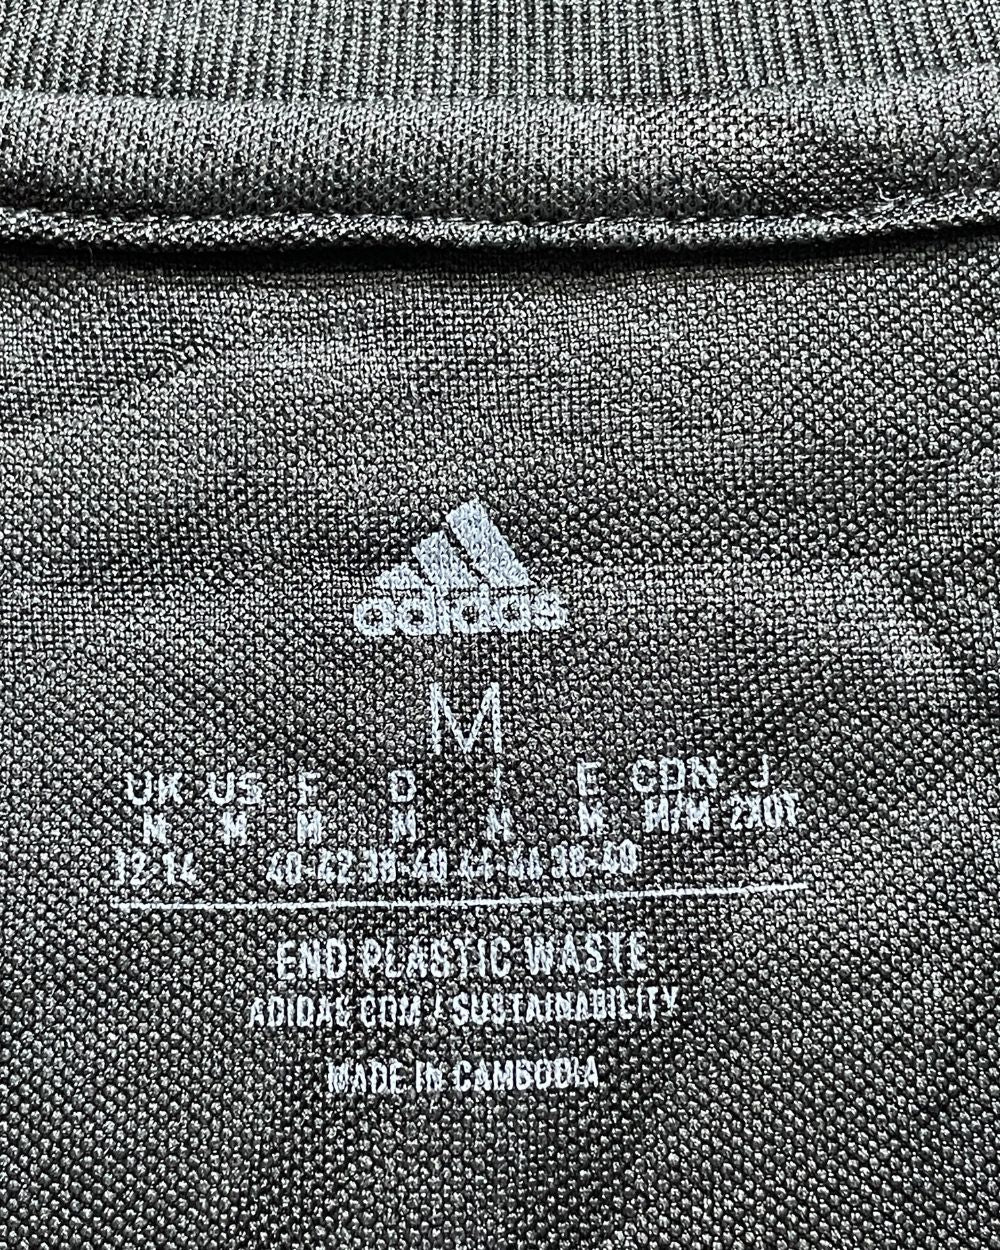 adidas
M
UK US F D I E CDN J
M M M M M M M/M 2XOT
12-14 40-42 38-40 44-46 38-40
END PLASTIC WASTE
ADIDAS.COM / SUSTAINABILITY
MADE IN CAMBODIA